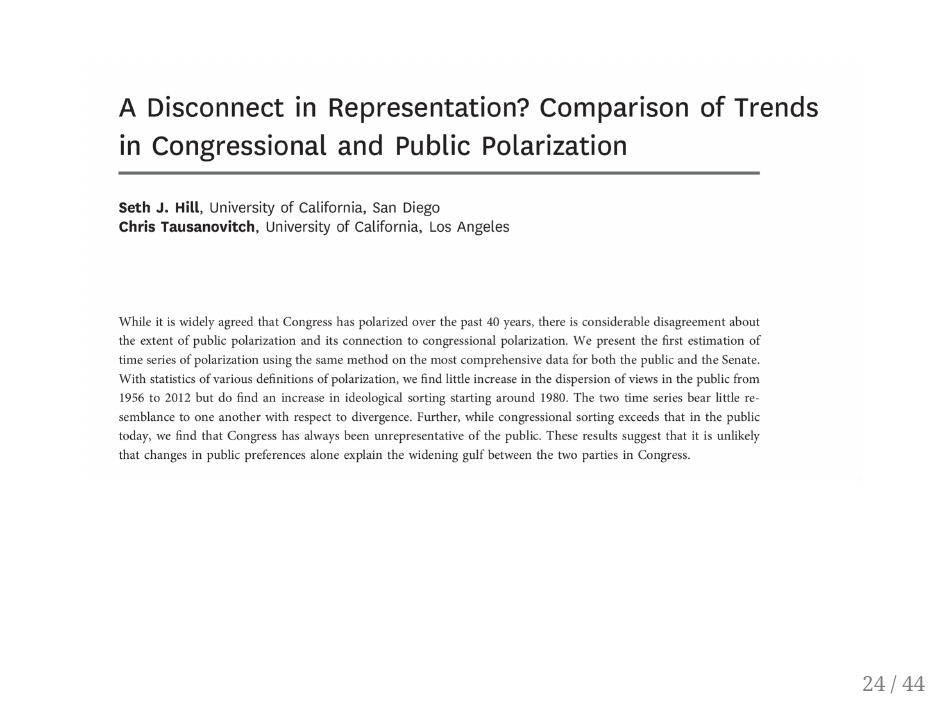 A Disconnect in Representation? Comparison of Trends
in Congressional and Public Polarization
Seth J. Hill, University of California, San Diego
Chris Tausanovitch, University of California, Los Angeles
While it is widely agreed that Congress has polarized over the past 40 years, there is considerable disagreement about
the extent of public polarization and its connection to congressional polarization. We present the first estimation of
time series of polarization using the same method on the most comprehensive data for both the public and the Senate.
With statistics of various definitions of polarization, we find little increase in the dispersion of views in the public from
1956 to 2012 but do find an increase in ideological sorting starting around 1980. The two time series bear little re-
semblance to one another with respect to divergence. Further, while congressional sorting exceeds that in the public
today, we find that Congress has always been unrepresentative of the public. These results suggest that it is unlikely
that changes in public preferences alone explain the widening gulf between the two parties in Congress.
24 / 44